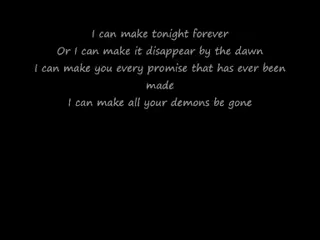 I can make tonight forever
Or I can make it disappear by the dawn
I can make you every promise that has ever been
made
I can make all your demons be gone